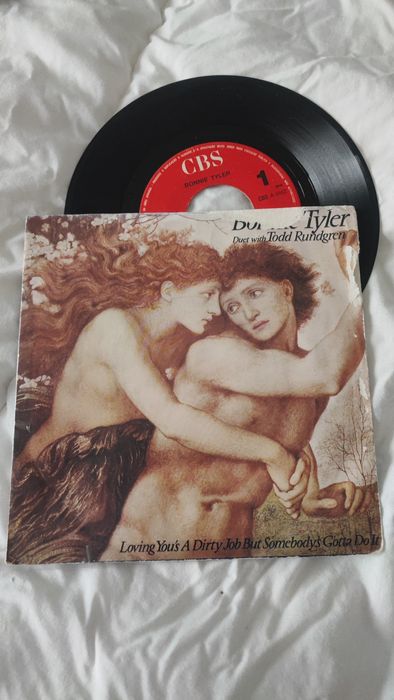 CBS
BONNIE TYLER
1
Tyler
Duet with Todd Rundgren
Loving You's A Dirty Job But Somebody's Gotta Do It